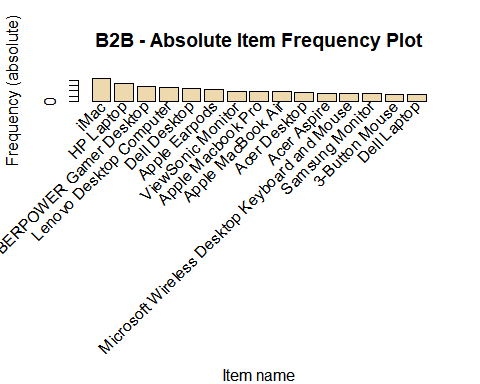 B2B - Absolute Item Frequency Plot
Frequency (absolute)
0
iMac
HP Laptop
BERPOWER Gamer Desktop
Lenovo Desktop Computer
Dell Desktop
Apple Earpods
ViewSonic Monitor
Apple Macbook Pro
Apple MacBook Air
Acer Desktop
Acer Aspire
Microsoft Wireless Desktop Keyboard and Mouse
Samsung Monitor
3-Button Mouse
Dell Laptop
Item name